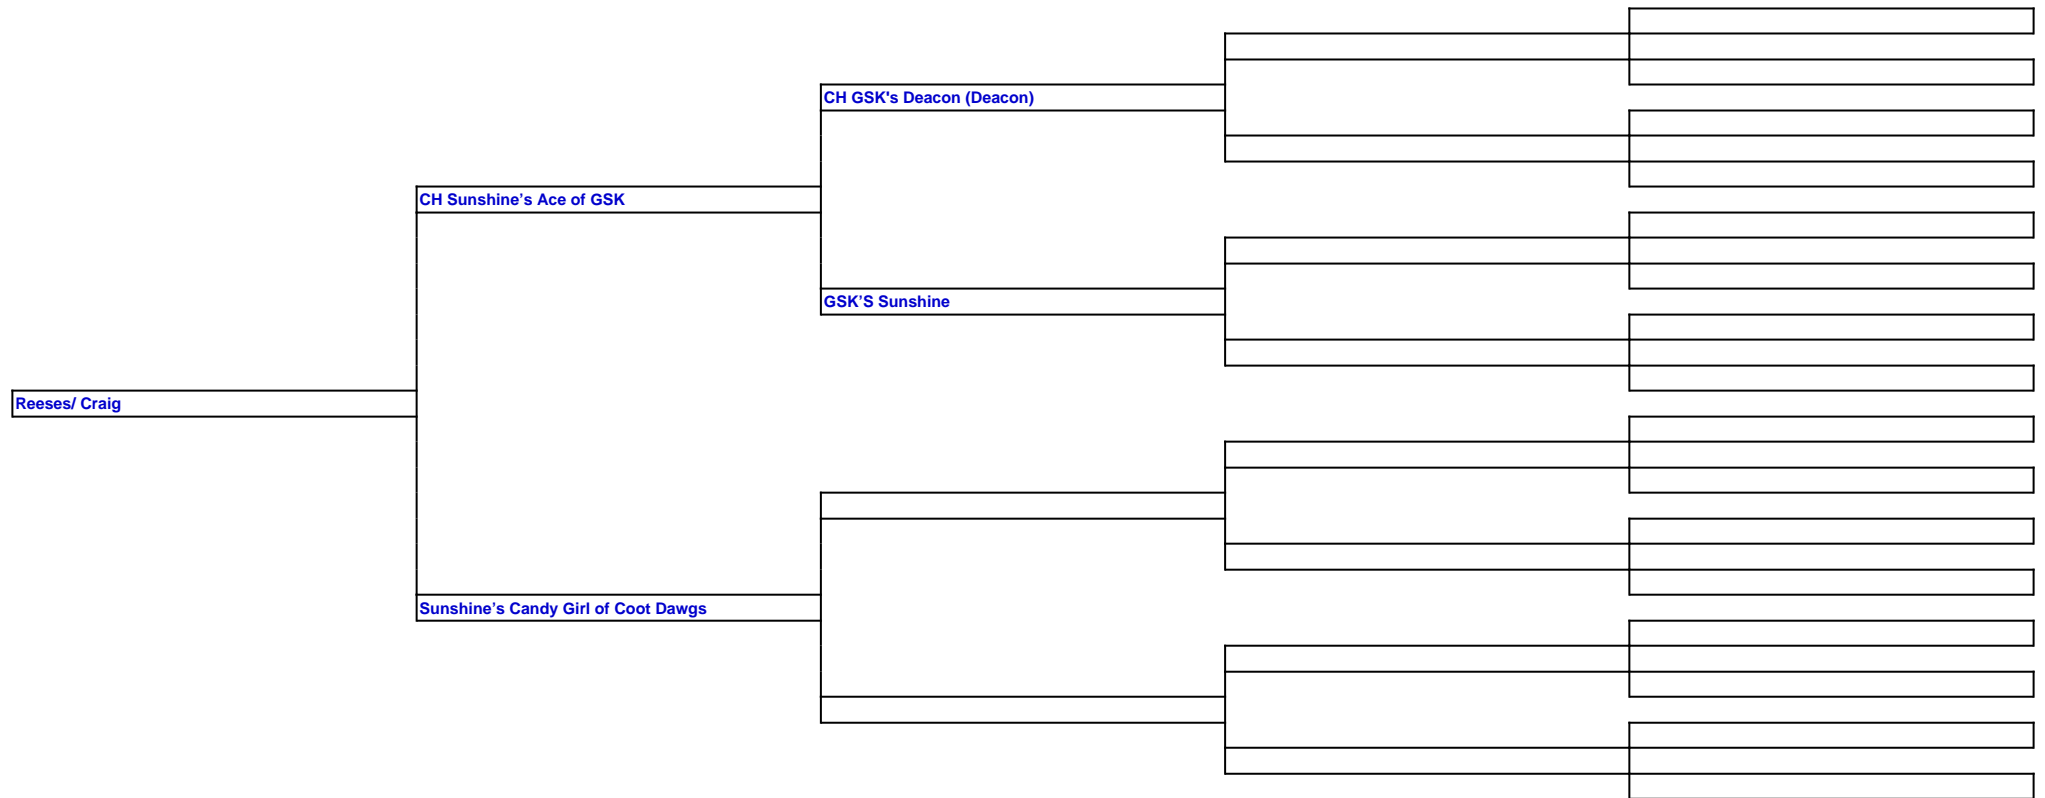 CH GSK's Deacon (Deacon)
CH Sunshine’s Ace of GSK
GSK’S Sunshine
Reeses/ Craig
Sunshine’s Candy Girl of Coot Dawgs